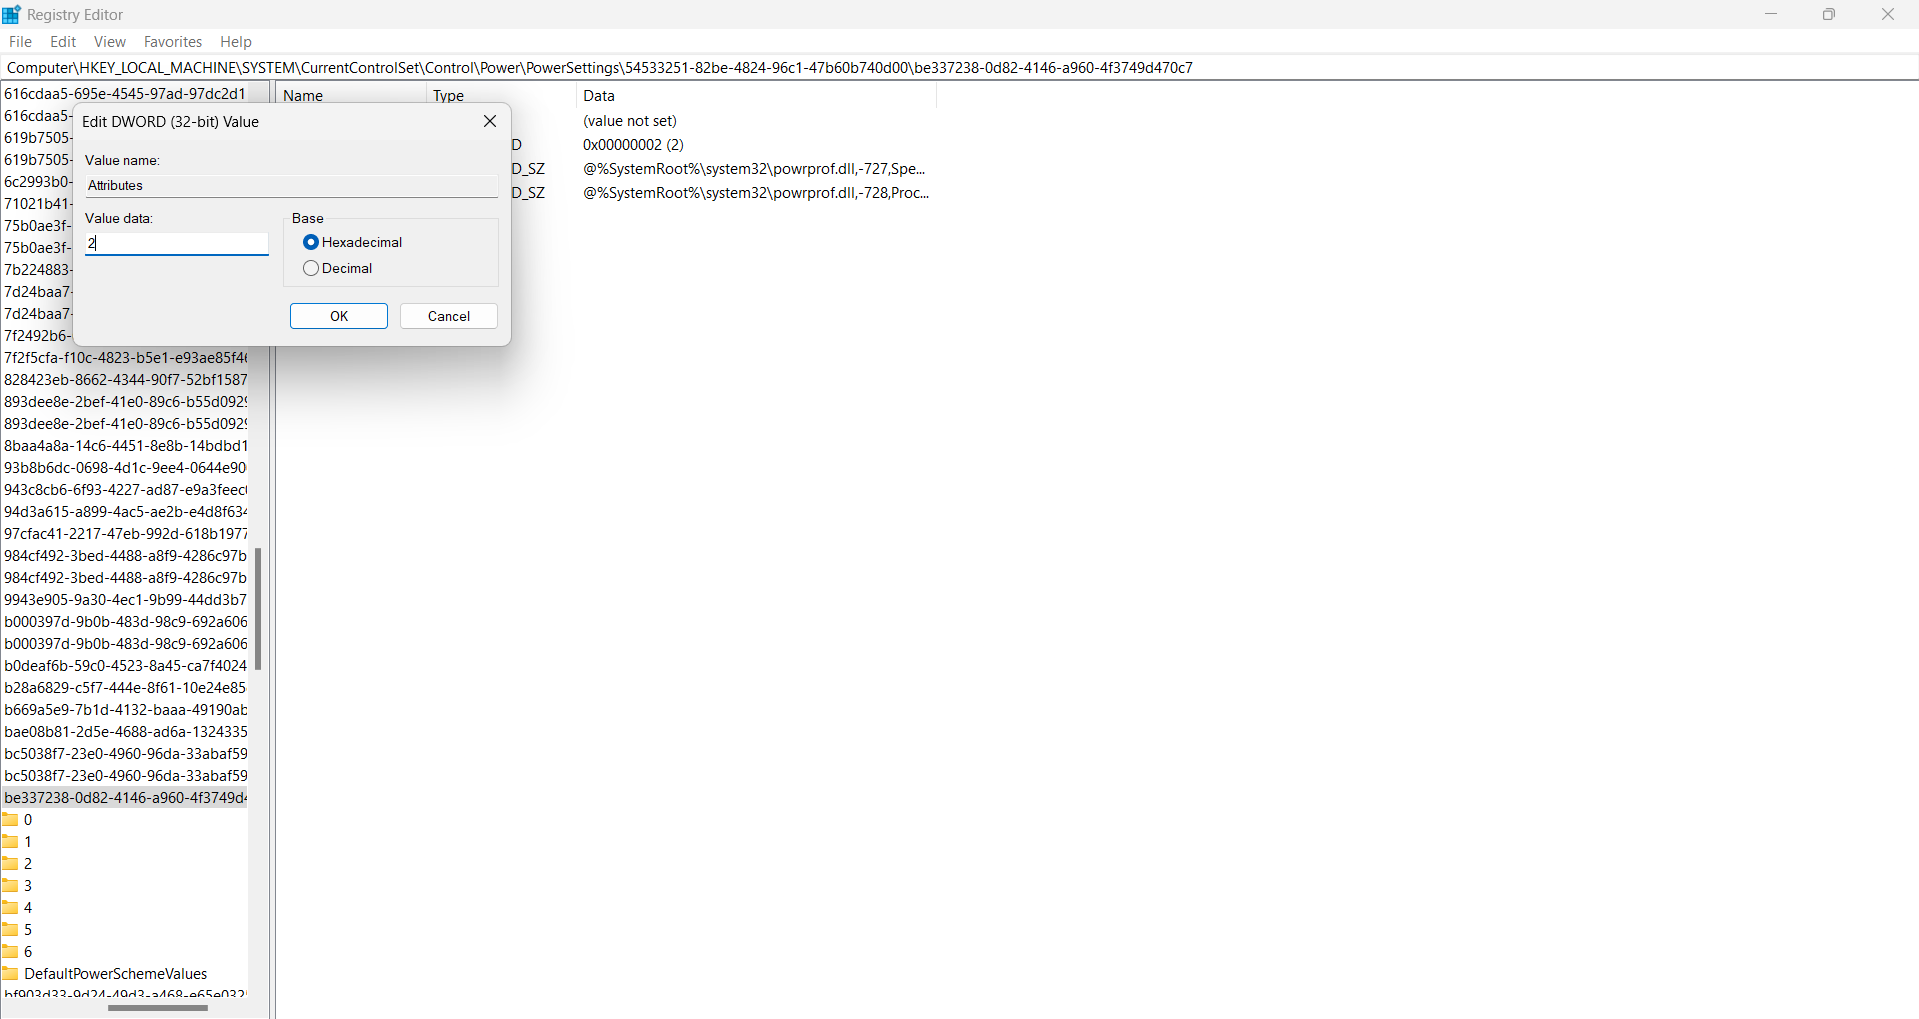 Registry Editor
File Edit View Favorites Help
Computer\HKEY_LOCAL_MACHINE\SYSTEM\CurrentControlSet\Control\Power\PowerSettings\54533251-82be-4824-96c1-47b60b740d00\be337238-0d82-4146-a960-4f3749d470c7
616cdaa5-695e-4545-97ad-97dc2d1
616cdaa5-
619b7505-
619b7505-
6c2993b0-
71021b41-
75b0ae3f-
75b0ae3f-
7b224883-
7d24baa7-
7d24baa7-
7f2492b6-
7f2f5cfa-f10c-4823-b5e1-e93ae85f4
828423eb-8662-4344-90f7-52bf1587
893dee8e-2bef-41e0-89c6-b55d092
893dee8e-2bef-41e0-89c6-b55d092
8baa4a8a-14c6-4451-8e8b-14bdbd1
93b8b6dc-0698-4d1c-9ee4-0644e90
943c8cb6-6f93-4227-ad87-e9a3feec
94d3a615-a899-4ac5-ae2b-e4d8f634
97cfac41-2217-47eb-992d-618b1977
984cf492-3bed-4488-a8f9-4286c97b
984cf492-3bed-4488-a8f9-4286c97b
9943e905-9a30-4ec1-9b99-44dd3b7
b000397d-9b0b-483d-98c9-692a606
b000397d-9b0b-483d-98c9-692a606
b0deaf6b-59c0-4523-8a45-ca7f4024
b28a6829-c5f7-444e-8f61-10e24e85
b669a5e9-7b1d-4132-baaa-49190ab
bae08b81-2d5e-4688-ad6a-1324335
bc5038f7-23e0-4960-96da-33abaf59
bc5038f7-23e0-4960-96da-33abaf59
be337238-0d82-4146-a960-4f3749d
0
1
2
3
4
5
6
DefaultPowerSchemeValues
bf903d33-9d24-49d3-a468-e65e032
Name Type Data
(value not set)
D 0x00000002 (2)
D_SZ @%SystemRoot%\system32\powrprof.dll,-727,Spe...
D_SZ @%SystemRoot%\system32\powrprof.dll,-728,Proc...
Edit DWORD (32-bit) Value
Value name:
Attributes
Value data:
2
Base
Hexadecimal
Decimal
OK Cancel